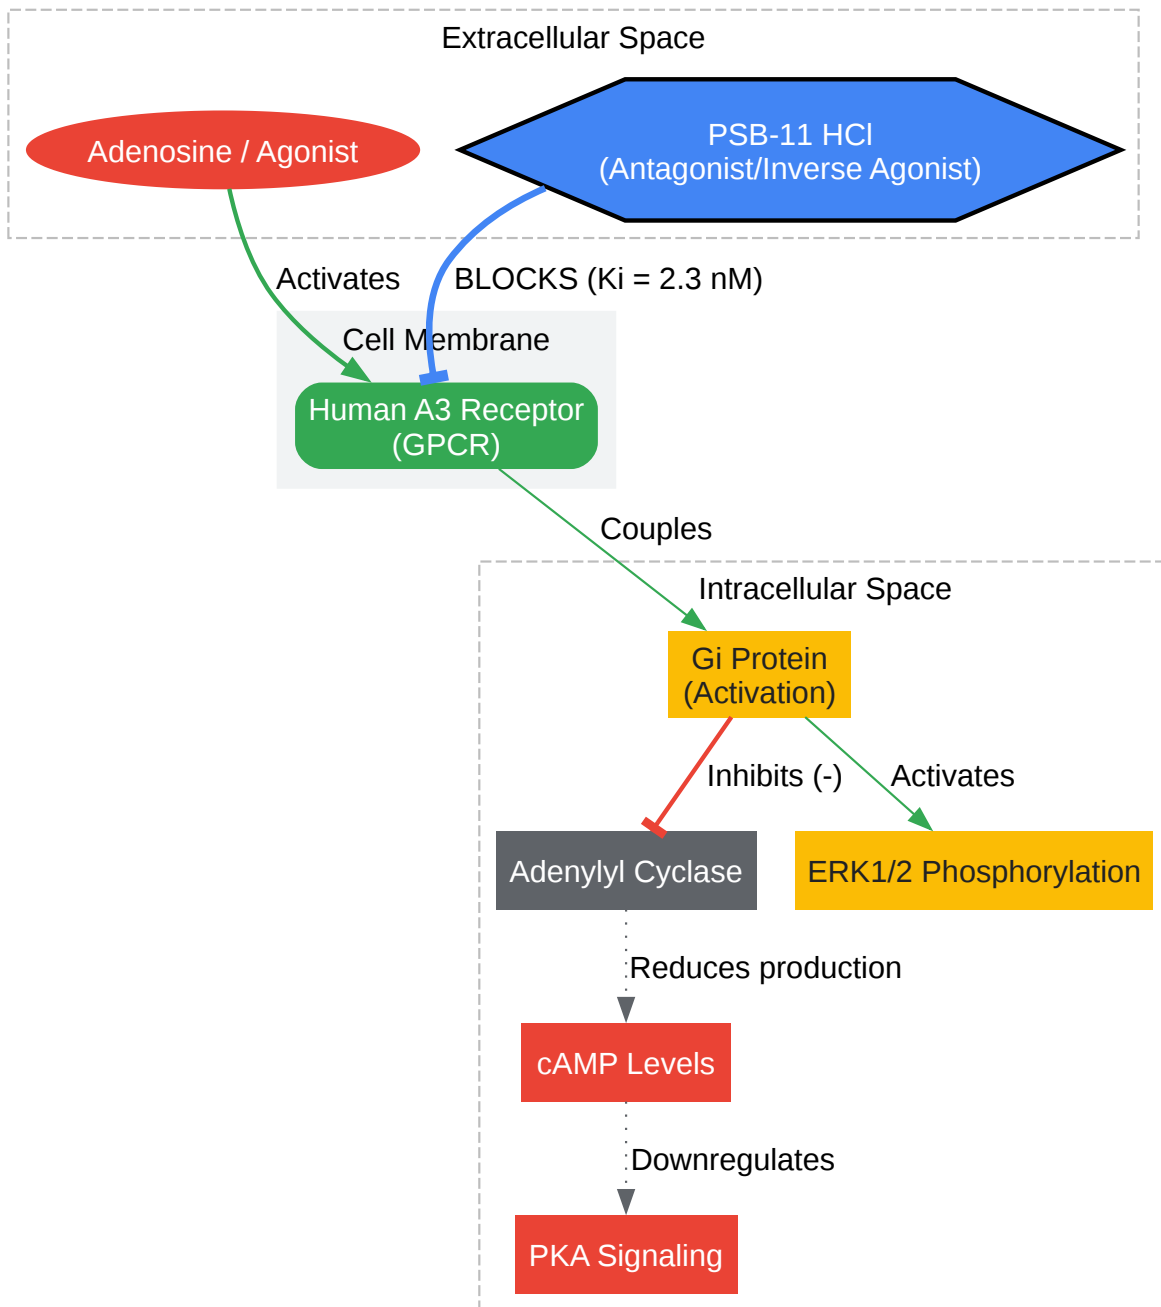 Extracellular Space
Adenosine / Agonist
PSB-11 HCl
(Antagonist/Inverse Agonist)
Activates
BLOCKS (Ki = 2.3 nM)
Cell Membrane
Human A3 Receptor
(GPCR)
Couples
Intracellular Space
Gi Protein
(Activation)
Inhibits (-)
Activates
Adenylyl Cyclase
ERK1/2 Phosphorylation
Reduces production
cAMP Levels
Downregulates
PKA Signaling